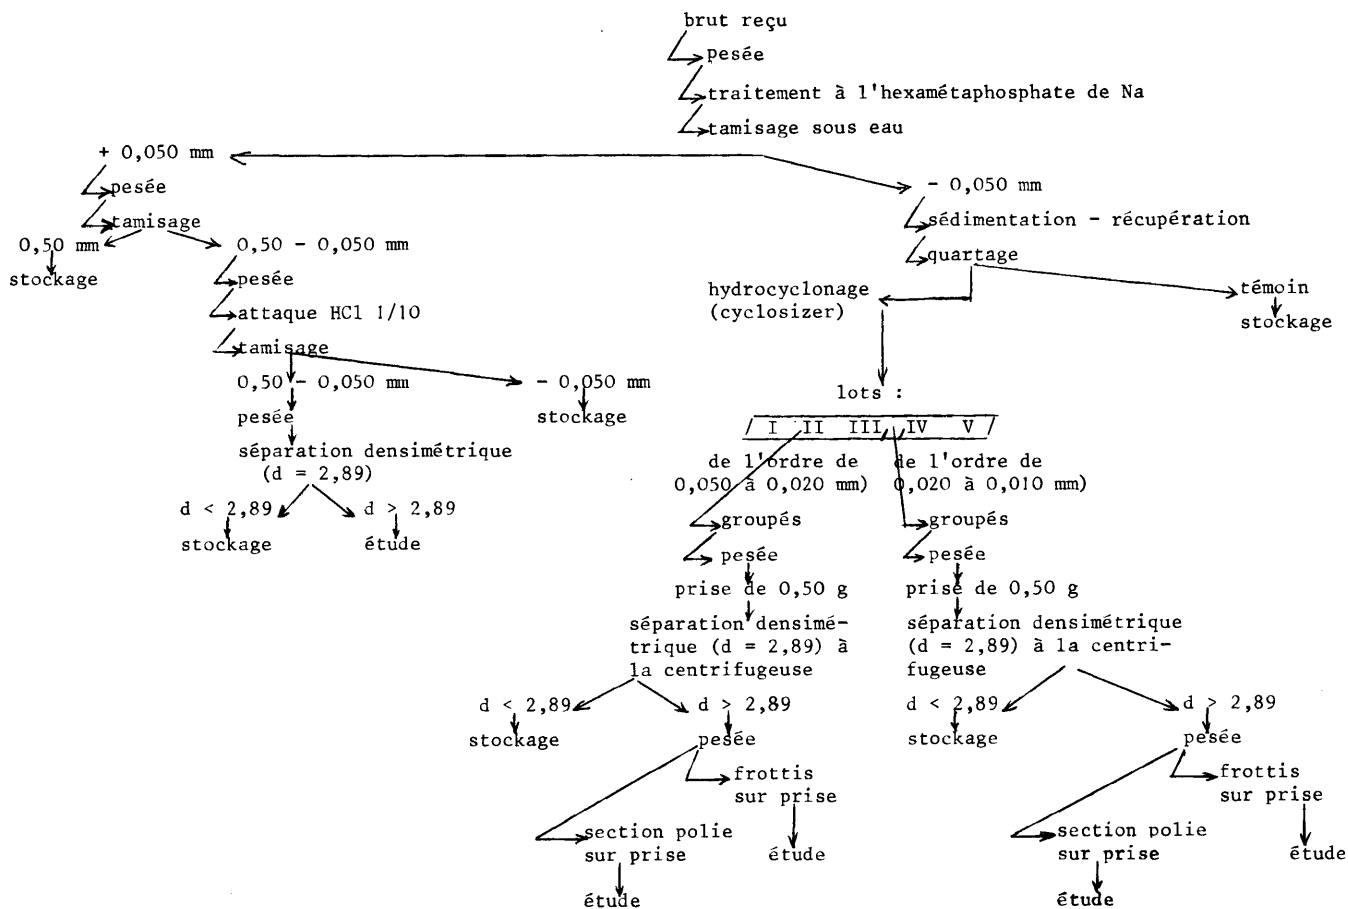 brut reçu
pesée
traitement à l'hexamétaphosphate de Na
tamisage sous eau
+ 0,050 mm
pesée
tamisage
0,50 mm
stockage
0,50 - 0,050 mm
pesée
attaque HCl 1/10
tamisage
0,50 - 0,050 mm
pesée
séparation densimétrique
(d = 2,89)
d < 2,89
stockage
d > 2,89
étude
- 0,050 mm
stockage
- 0,050 mm
sédimentation - récupération
quartage
témoin
stockage
hydrocyclonage
(cyclosizer)
lots :
I II III IV V
de l'ordre de
0,050 à 0,020 mm)
groupés
pesée
prise de 0,50 g
séparation densimé-
trique (d = 2,89) à
la centrifugeuse
d < 2,89
stockage
d > 2,89
pesée
frottis
sur prise
étude
section polie
sur prise
étude
de l'ordre de
0,020 à 0,010 mm)
groupés
pesée
prise de 0,50 g
séparation densimétrique
(d = 2,89) à la centri-
fugeuse
d < 2,89
stockage
d > 2,89
pesée
frottis
sur prise
étude
section polie
sur prise
étude